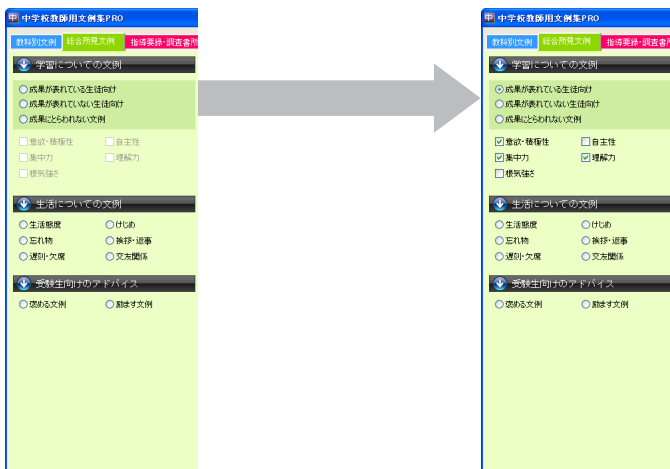 中学校教師用文例集PRO
教科別文例 総合所見文例 指導要録・調査書所
学習についての文例
成果が表れている生徒向け
成果が表れていない生徒向け
成果にとらわれない文例
意欲・積極性 自主性
集中力 理解力
根気強さ
生活についての文例
生活態度 けじめ
忘れ物 挨拶・返事
遅刻・欠席 交友関係
受験生向けのアドバイス
褒める文例 励ます文例
中学校教師用文例集PRO
教科別文例 総合所見文例 指導要録・調査書所
学習についての文例
成果が表れている生徒向け
成果が表れていない生徒向け
成果にとらわれない文例
意欲・積極性 自主性
集中力 理解力
根気強さ
生活についての文例
生活態度 けじめ
忘れ物 挨拶・返事
遅刻・欠席 交友関係
受験生向けのアドバイス
褒める文例 励ます文例